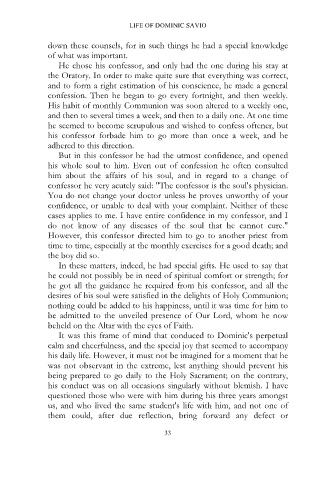 LIFE OF DOMINIC SAVIO
down these counsels, for in such things he had a special knowledge
of what was important.
He chose his confessor, and only had the one during his stay at
the Oratory. In order to make quite sure that everything was correct,
and to form a right estimation of his conscience, he made a general
confession. Then he began to go every fortnight, and then weekly.
His habit of monthly Communion was soon altered to a weekly one,
and then to several times a week, and then to a daily one. At one time
he seemed to become scrupulous and wished to confess oftener, but
his confessor forbade him to go more than once a week, and he
adhered to this direction.
But in this confessor he had the utmost confidence, and opened
his whole soul to him. Even out of confession he often consulted
him about the affairs of his soul, and in regard to a change of
confessor he very acutely said: "The confessor is the soul's physician.
You do not change your doctor unless he proves unworthy of your
confidence, or unable to deal with your complaint. Neither of these
cases applies to me. I have entire confidence in my confessor, and I
do not know of any diseases of the soul that he cannot cure."
However, this confessor directed him to go to another priest from
time to time, especially at the monthly exercises for a good death; and
the boy did so.
In these matters, indeed, he had special gifts. He used to say that
he could not possibly be in need of spiritual comfort or strength; for
he got all the guidance he required from his confessor, and all the
desires of his soul were satisfied in the delights of Holy Communion;
nothing could be added to his happiness, until it was time for him to
be admitted to the unveiled presence of Our Lord, whom he now
beheld on the Altar with the eyes of Faith.
It was this frame of mind that conduced to Dominic's perpetual
calm and cheerfulness, and the special joy that seemed to accompany
his daily life. However, it must not be imagined for a moment that he
was not observant in the extreme, lest anything should prevent his
being prepared to go daily to the Holy Sacrament; on the contrary,
his conduct was on all occasions singularly without blemish. I have
questioned those who were with him during his three years amongst
us, and who lived the same student's life with him, and not one of
them could, after due reflection, bring forward any defect or
33